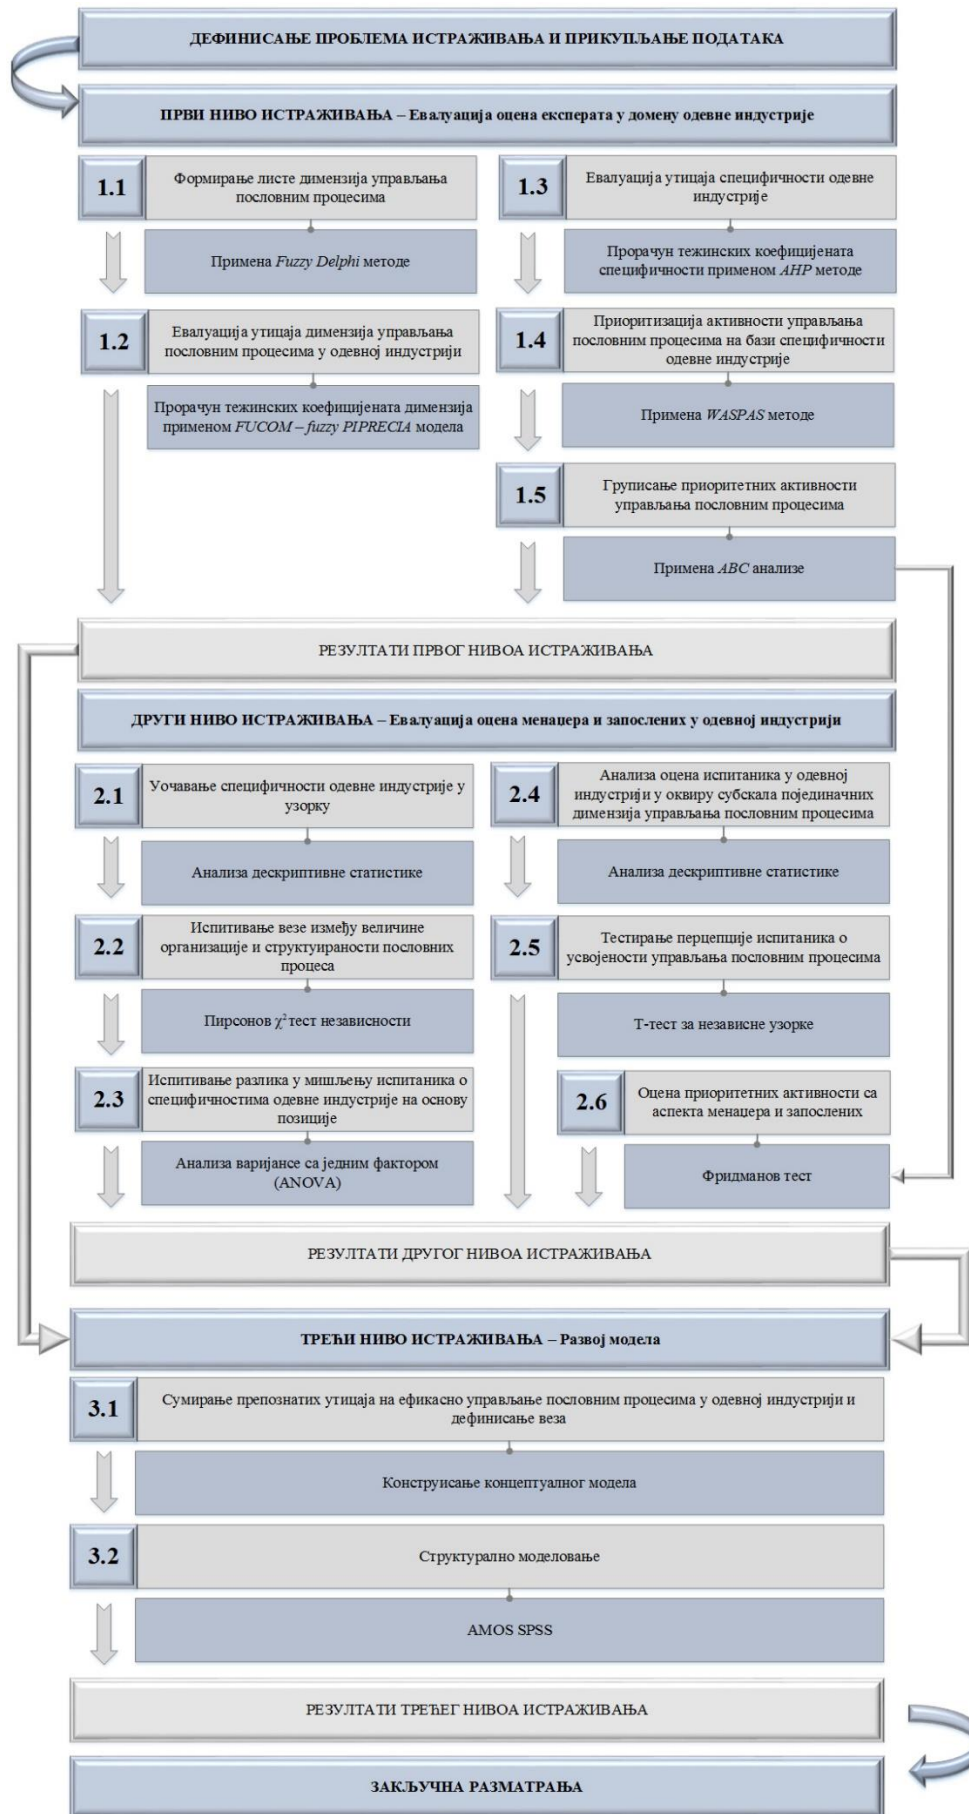 ДЕФИНИСАЊЕ ПРОБЛЕМА ИСТРАЖИВАЊА И ПРИКУПЉАЊЕ ПОДАТАКА
ПРВИ НИВО ИСТРАЖИВАЊА – Евалуација оцена експерата у домену одевне индустрије
1.1
Формирање листе димензија управљања
пословним процесима
Примена Fuzzy Delphi методе
1.2
Евалуација утицаја димензија управљања
пословним процесима у одевној индустрији
Прорачун тежинских коефицијената димензија
применом FUCOM – fuzzy PIPRECIA модела
1.3
Евалуација утицаја специфичности одевне
индустрије
Прорачун тежинских коефицијената
специфичности применом AHP методе
1.4
Приоритизација активности управљања
пословним процесима на бази специфичности
одевне индустрије
Примена WASPAS методе
1.5
Груписање приоритетних активности
управљања пословним процесима
Примена ABC анализе
РЕЗУЛТАТИ ПРВОГ НИВОА ИСТРАЖИВАЊА
ДРУГИ НИВО ИСТРАЖИВАЊА – Евалуација оцена менаџера и запослених у одевној индустрији
2.1
Уочавање специфичности одевне индустрије у
узорку
Анализа дескриптивне статистике
2.2
Испитивање везе између величине
организације и структуираности пословних
процеса
Пирсонов χ² тест независности
2.3
Испитивање разлика у мишљењу испитаника о
специфичностима одевне индустрије на основу
позиције
Анализа варијансе са једним фактором
(ANOVA)
2.4
Анализа оцена испитаника у одевној
индустрији у оквиру субскала појединачних
димензија управљања пословним процесима
Анализа дескриптивне статистике
2.5
Тестирање перцепције испитаника о
усвојености управљања пословним процесима
Т-тест за независне узорке
2.6
Оцена приоритетних активности са
аспекта менаџера и запослених
Фридманов тест
РЕЗУЛТАТИ ДРУГОГ НИВОА ИСТРАЖИВАЊА
ТРЕЋИ НИВО ИСТРАЖИВАЊА – Развој модела
3.1
Сумирање препознатих утицаја на ефикасно управљање пословним процесима у одевној индустрији и
дефинисање веза
Конструисање концептуалног модела
3.2
Структурално моделовање
AMOS SPSS
РЕЗУЛТАТИ ТРЕЋЕГ НИВОА ИСТРАЖИВАЊА
ЗАКЉУЧНА РАЗМАТРАЊА